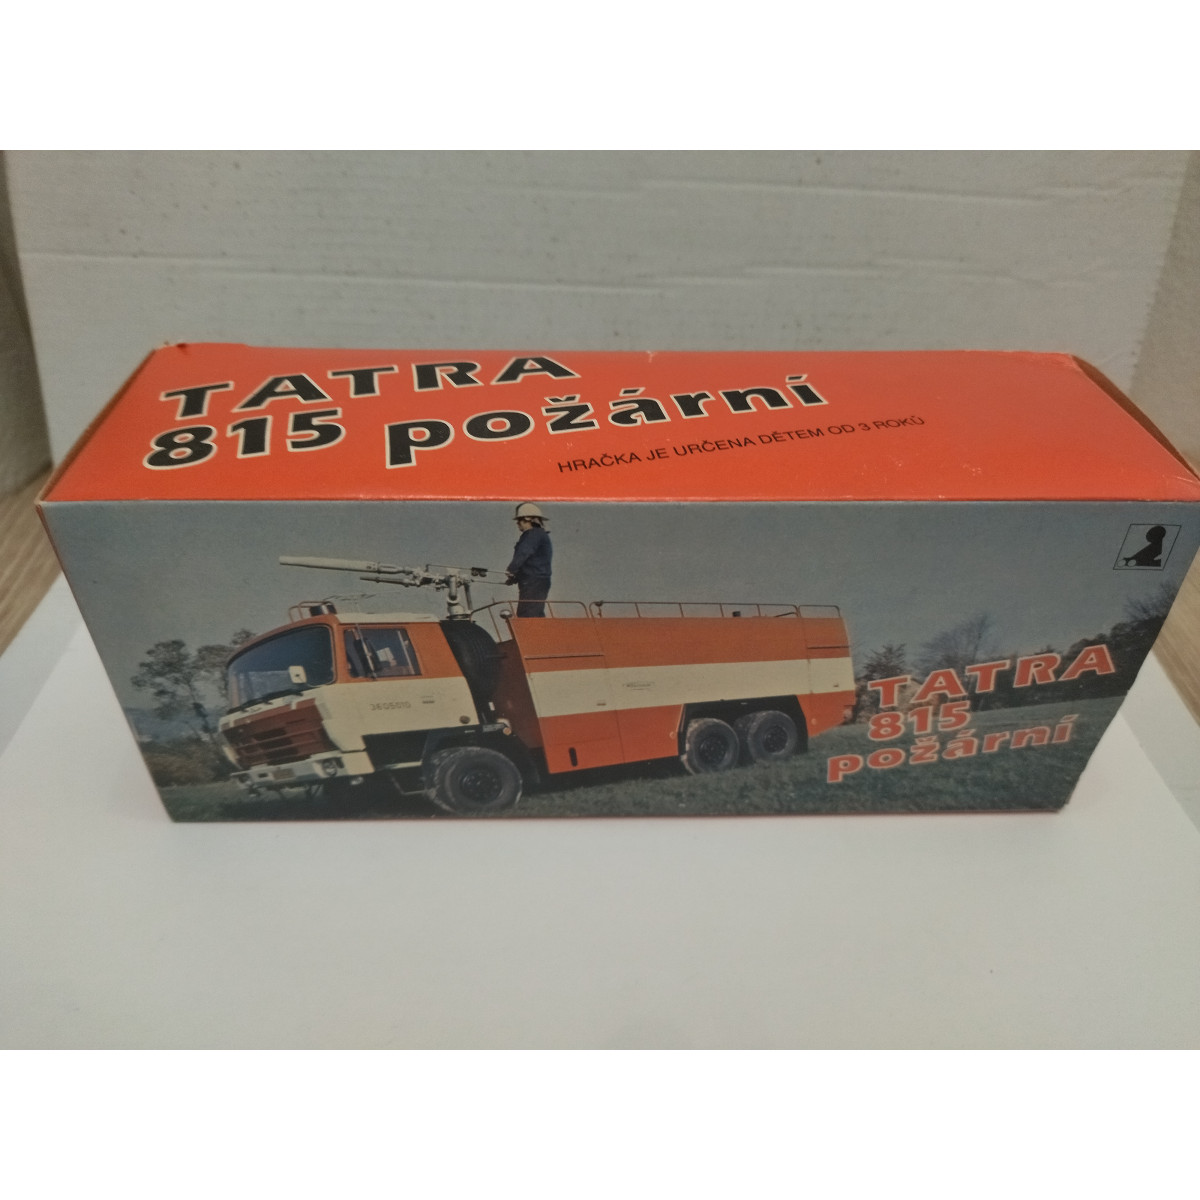 TATRA
815 požární
HRAČKA JE URČENA DĚTEM OD 3 ROKŮ
TATRA
815
požární